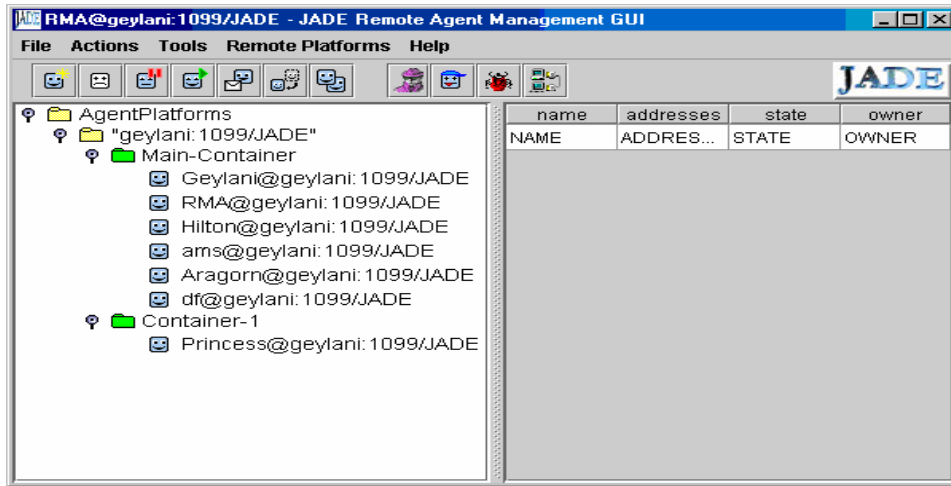 JADE RMA@geylani:1099/JADE - JADE Remote Agent Management GUI
File Actions Tools Remote Platforms Help
JADE
AgentPlatforms
"geylani:1099/JADE"
Main-Container
Geylani@geylani:1099/JADE
RMA@geylani:1099/JADE
Hilton@geylani:1099/JADE
ams@geylani:1099/JADE
Aragorn@geylani:1099/JADE
df@geylani:1099/JADE
Container-1
Princess@geylani:1099/JADE
name addresses state owner
NAME ADDRES... STATE OWNER